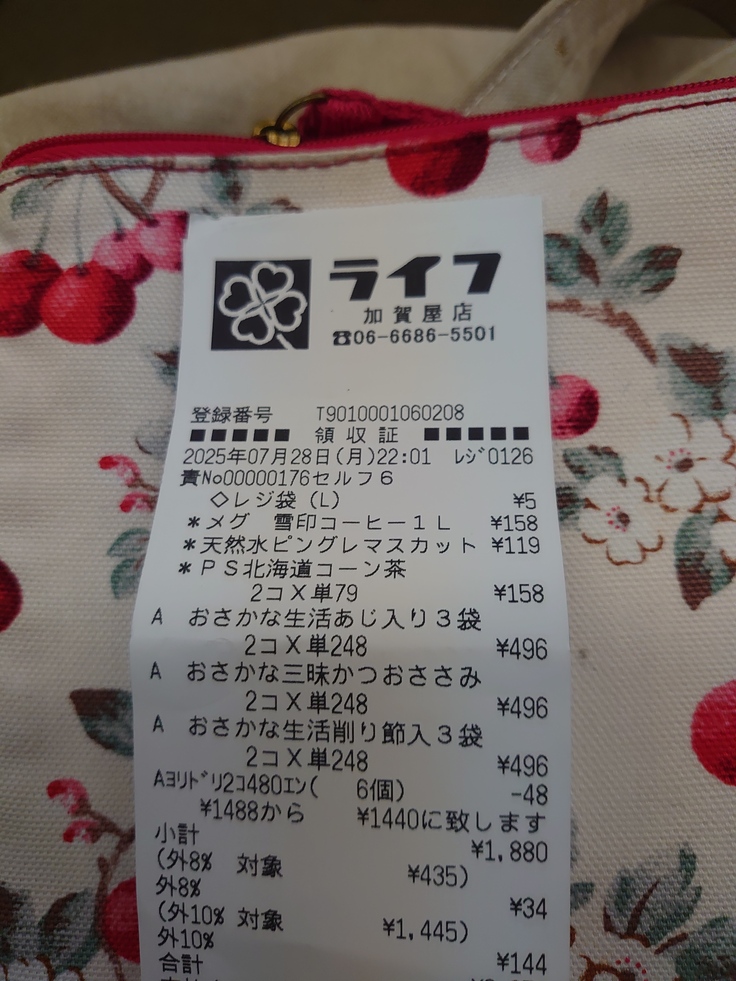 ライフ
加賀屋店
☎06-6686-5501
登録番号 T9010001060208
■■■■■ 領収証 ■■■■■
2025年07月28日(月)22:01 ﾚｼﾞ0126
責No00000176セルフ6
◇レジ袋(L) ¥5
*メグ 雪印コーヒー1L ¥158
*天然水ピングレマスカット ¥119
*PS北海道コーン茶
2コX単79 ¥158
A おさかな生活あじ入り3袋
2コX単248 ¥496
A おさかな三昧かつおささみ
2コX単248 ¥496
A おさかな生活削り節入3袋
2コX単248 ¥496
Aﾖﾘﾄﾞﾘ2ｺ480ｴﾝ( 6個) -48
¥1488から ¥1440に致します
小計 ¥1,880
(外8% 対象 ¥435)
外8% ¥34
(外10% 対象 ¥1,445)
外10% ¥144
合計